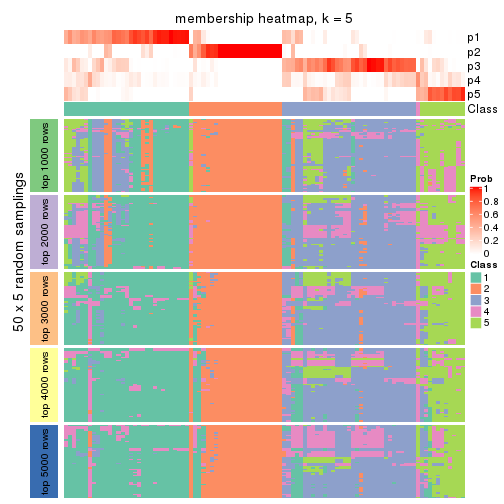 membership heatmap, k = 5
p1
p2
p3
p4
p5
Class
50 x 5 random samplings
top 1000 rows
top 2000 rows
top 3000 rows
top 4000 rows
top 5000 rows
Prob
1
0.8
0.6
0.4
0.2
0
Class
1
2
3
4
5